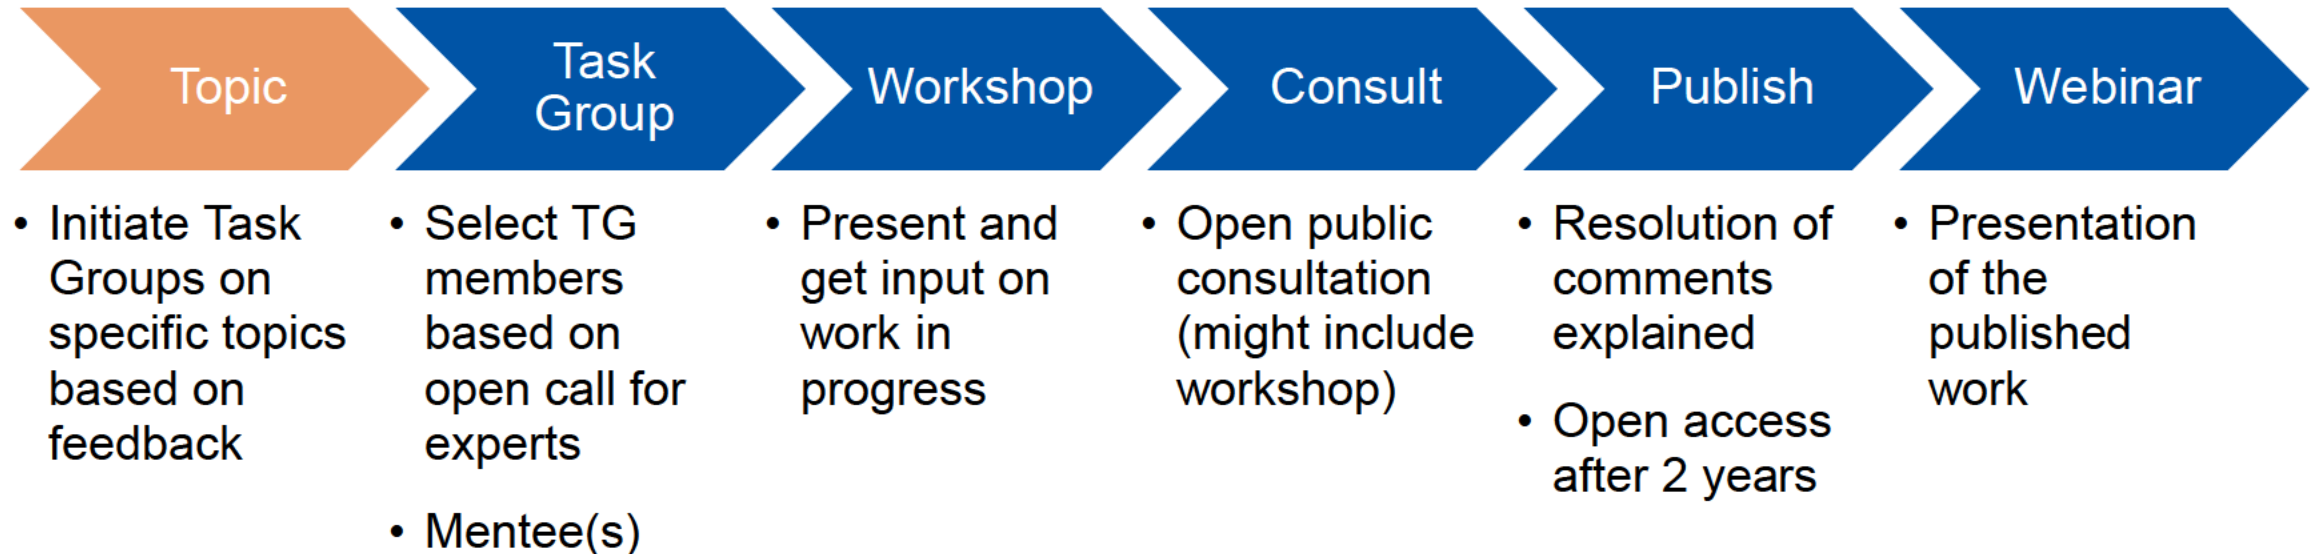 Topic
Task
Group
Workshop
Consult
Publish
Webinar
• Initiate Task
Groups on
specific topics
based on
feedback
• Select TG
members
based on
open call for
experts
• Mentee(s)
• Present and
get input on
work in
progress
• Open public
consultation
(might include
workshop)
• Resolution of
comments
explained
• Open access
after 2 years
• Presentation
of the
published
work